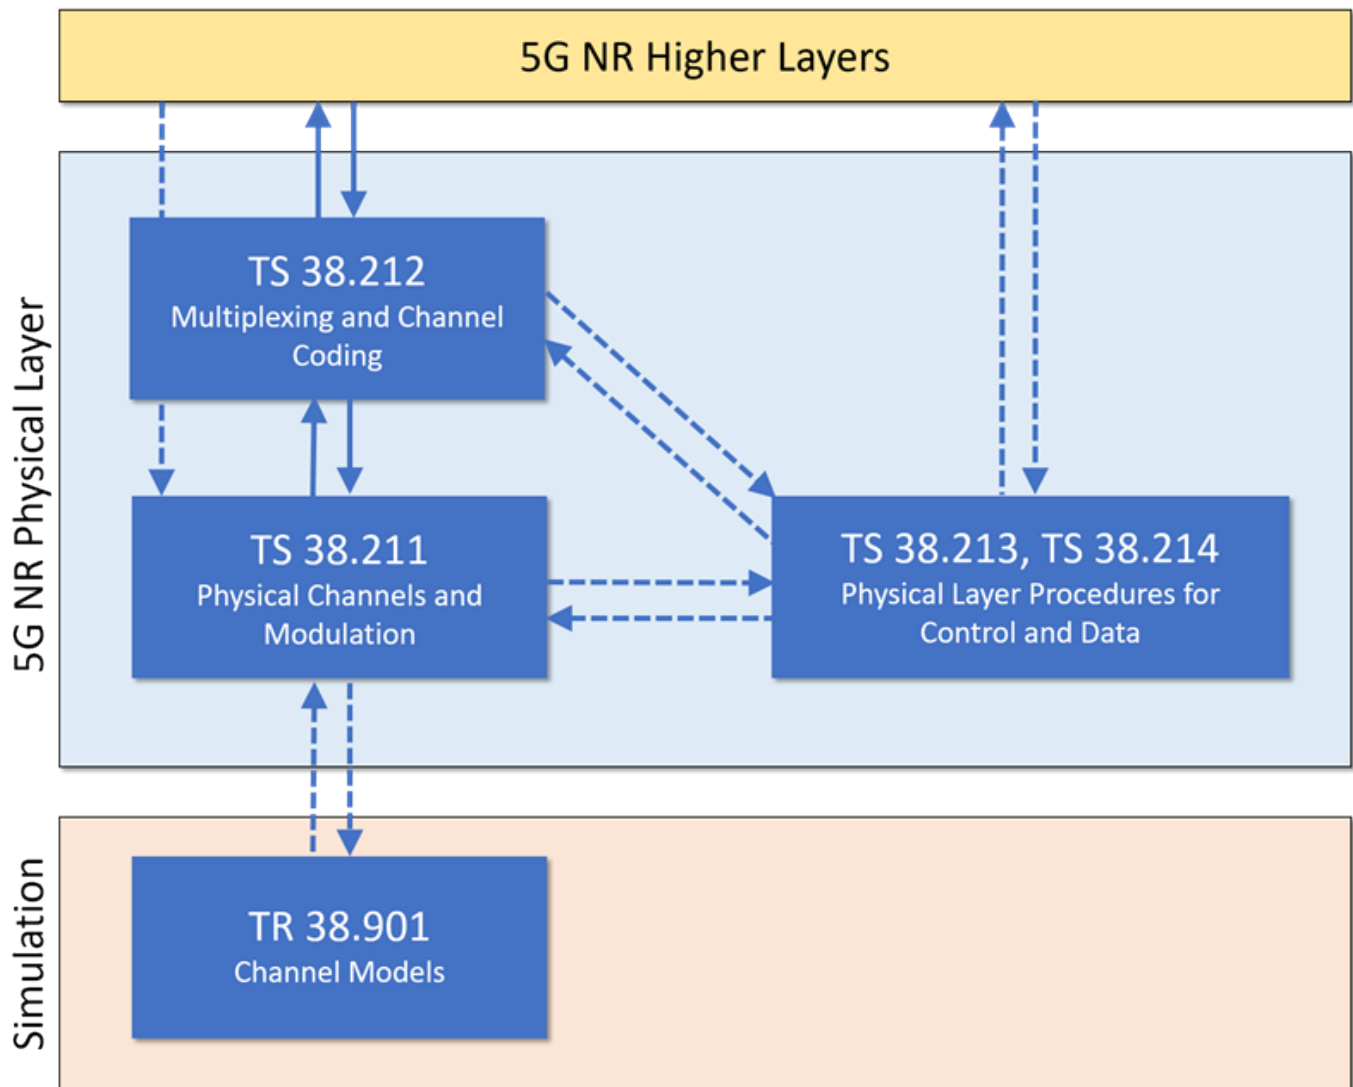 5G NR Higher Layers
5G NR Physical Layer
TS 38.212
Multiplexing and Channel
Coding
TS 38.211
Physical Channels and
Modulation
TS 38.213, TS 38.214
Physical Layer Procedures for
Control and Data
Simulation
TR 38.901
Channel Models